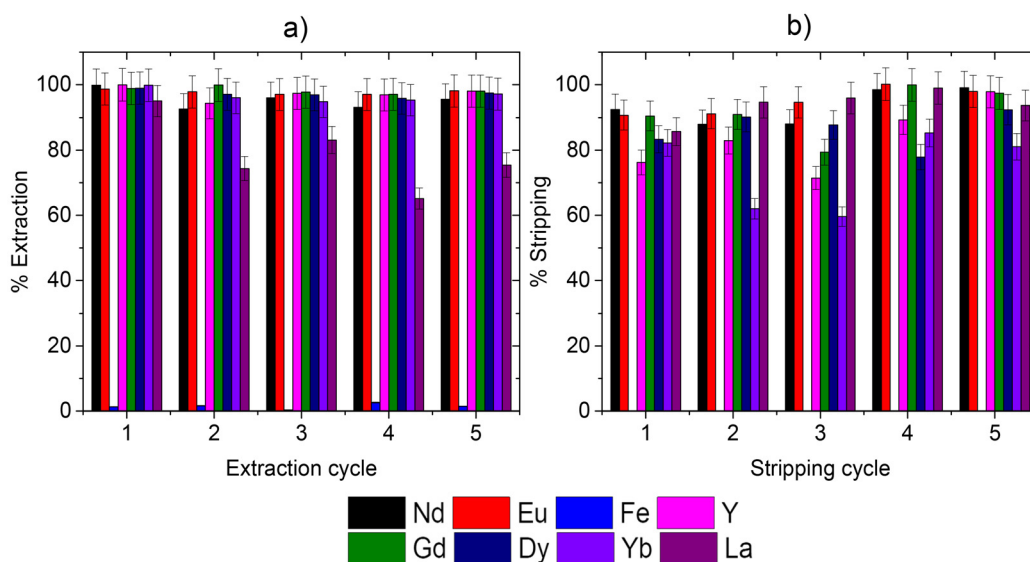 a)
100
80
60
40
20
0
% Extraction
1 2 3 4 5
Extraction cycle
b)
100
80
60
40
20
0
% Stripping
1 2 3 4 5
Stripping cycle
Nd Eu Fe Y
Gd Dy Yb La